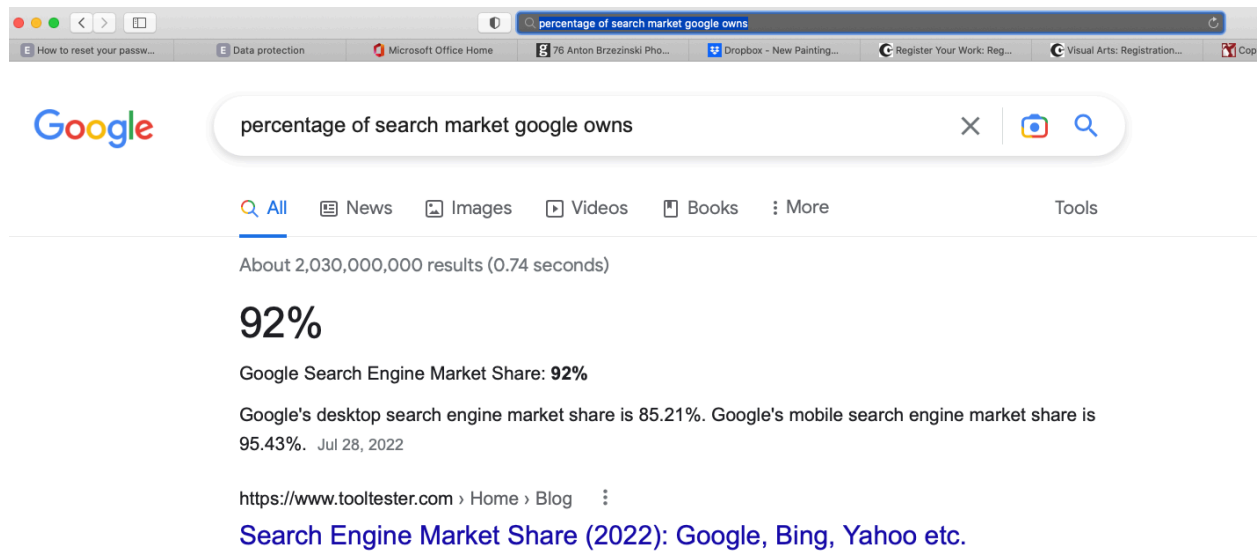 percentage of search market google owns
E How to reset your passw...
E Data protection
Microsoft Office Home
g 76 Anton Brzezinski Pho...
Dropbox - New Painting...
C Register Your Work: Reg...
C Visual Arts: Registration...
Cop
Google
percentage of search market google owns
All
News
Images
Videos
Books
More
Tools
About 2,030,000,000 results (0.74 seconds)
92%
Google Search Engine Market Share: 92%
Google's desktop search engine market share is 85.21%. Google's mobile search engine market share is
95.43%. Jul 28, 2022
https://www.tooltester.com › Home › Blog
Search Engine Market Share (2022): Google, Bing, Yahoo etc.